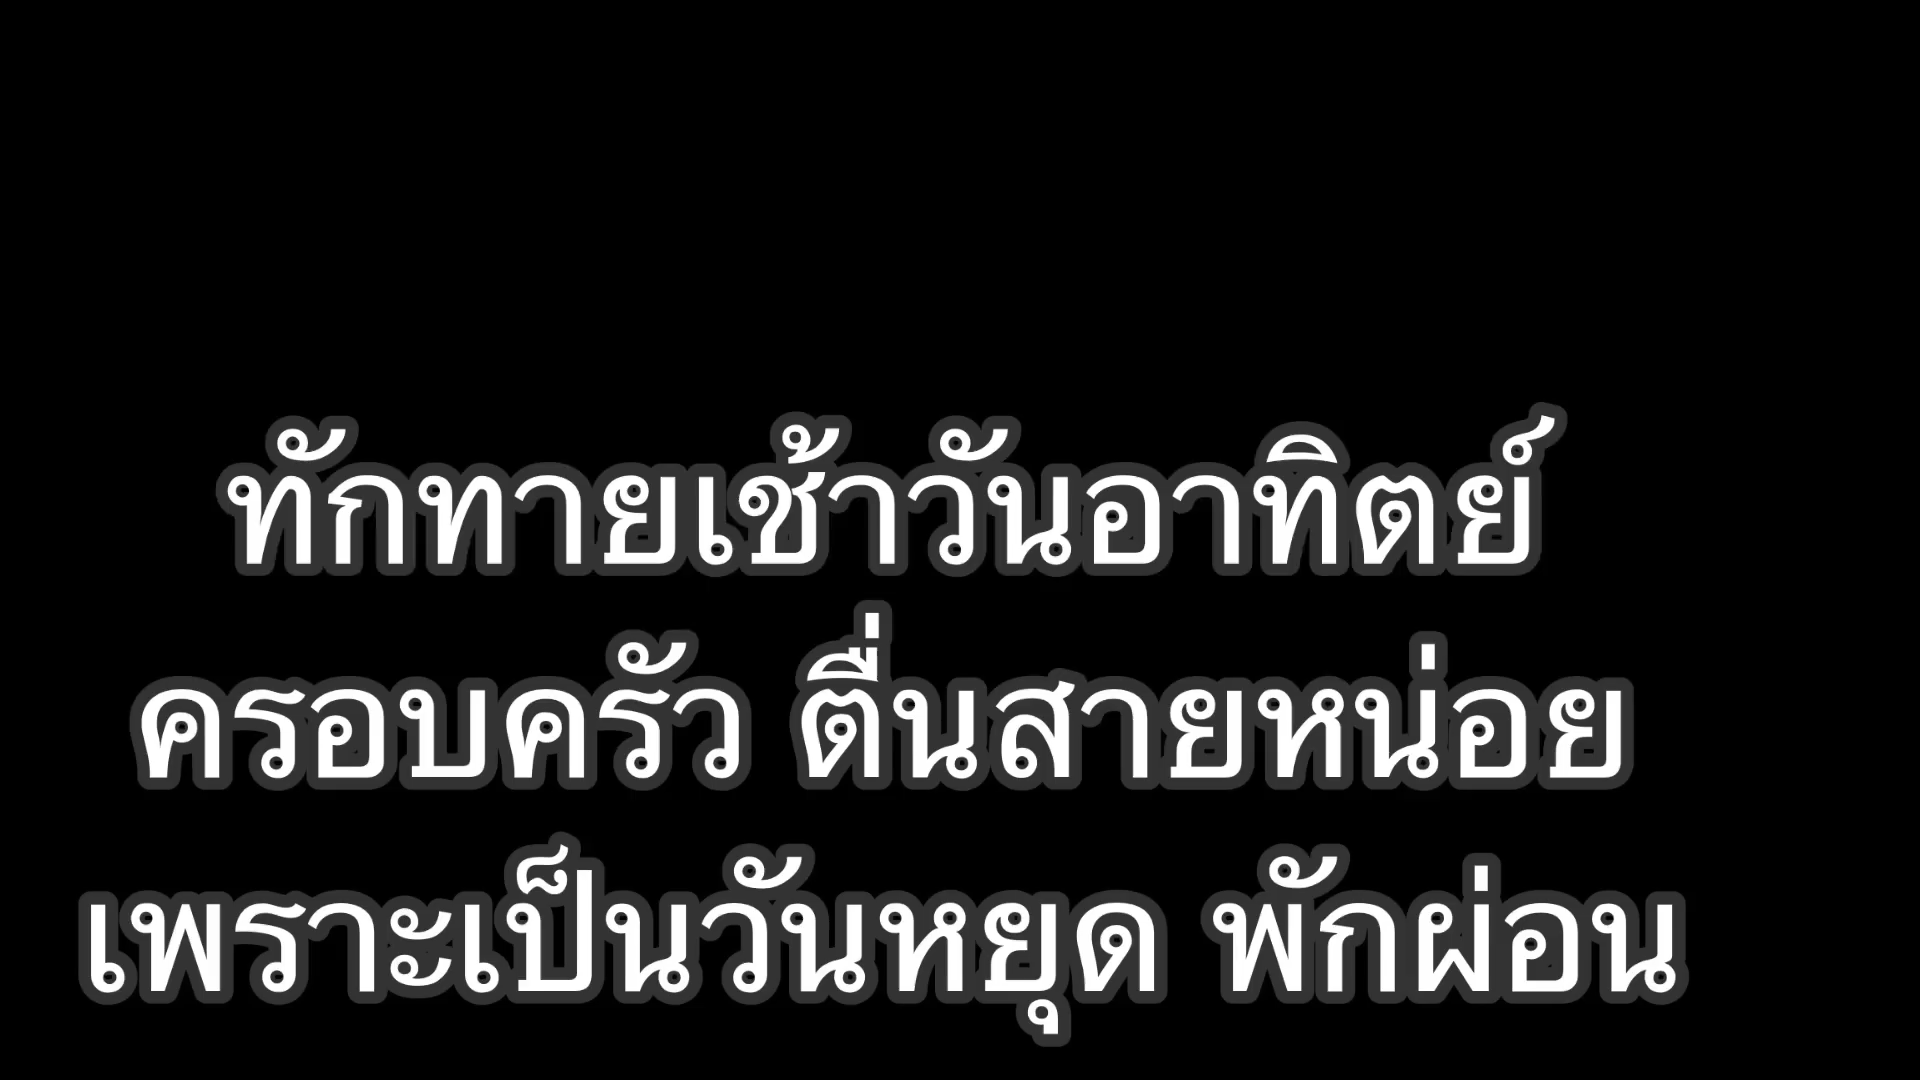 ทักทายเช้าวันอาทิตย์
ครอบครัว ตื่นสายหน่อย
เพราะเป็นวันหยุด พักผ่อน